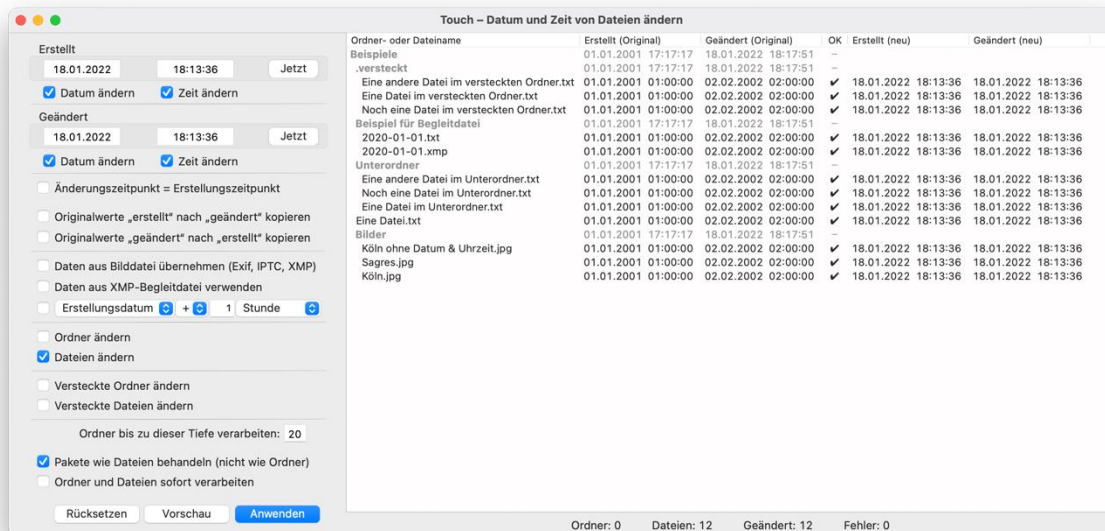 Touch – Datum und Zeit von Dateien ändern
Erstellt
18.01.2022 18:13:36 Jetzt
Datum ändern Zeit ändern
Geändert
18.01.2022 18:13:36 Jetzt
Datum ändern Zeit ändern
Änderungszeitpunkt = Erstellungszeitpunkt
Originalwerte „erstellt“ nach „geändert“ kopieren
Originalwerte „geändert“ nach „erstellt“ kopieren
Daten aus Bilddatei übernehmen (Exif, IPTC, XMP)
Daten aus XMP-Begleitdatei verwenden
Erstellungsdatum + 1 Stunde
Ordner ändern
Dateien ändern
Versteckte Ordner ändern
Versteckte Dateien ändern
Ordner bis zu dieser Tiefe verarbeiten: 20
Pakete wie Dateien behandeln (nicht wie Ordner)
Ordner und Dateien sofort verarbeiten
Rücksetzen Vorschau Anwenden
Ordner- oder Dateiname Erstellt (Original) Geändert (Original) OK Erstellt (neu) Geändert (neu)
Beispiele 01.01.2001 17:17:17 18.01.2022 18:17:51 –
.versteckt 01.01.2001 17:17:17 18.01.2022 18:17:51 –
Eine andere Datei im versteckten Ordner.txt 01.01.2001 01:00:00 02.02.2002 02:00:00 ✔ 18.01.2022 18:13:36 18.01.2022 18:13:36
Eine Datei im versteckten Ordner.txt 01.01.2001 01:00:00 02.02.2002 02:00:00 ✔ 18.01.2022 18:13:36 18.01.2022 18:13:36
Noch eine Datei im versteckten Ordner.txt 01.01.2001 01:00:00 02.02.2002 02:00:00 ✔ 18.01.2022 18:13:36 18.01.2022 18:13:36
Beispiel für Begleitdatei 01.01.2001 17:17:17 18.01.2022 18:17:51 –
2020-01-01.txt 01.01.2001 01:00:00 02.02.2002 02:00:00 ✔ 18.01.2022 18:13:36 18.01.2022 18:13:36
2020-01-01.xmp 01.01.2001 01:00:00 02.02.2002 02:00:00 ✔ 18.01.2022 18:13:36 18.01.2022 18:13:36
Unterordner 01.01.2001 17:17:17 18.01.2022 18:17:51 –
Eine andere Datei im Unterordner.txt 01.01.2001 01:00:00 02.02.2002 02:00:00 ✔ 18.01.2022 18:13:36 18.01.2022 18:13:36
Noch eine Datei im Unterordner.txt 01.01.2001 01:00:00 02.02.2002 02:00:00 ✔ 18.01.2022 18:13:36 18.01.2022 18:13:36
Eine Datei im Unterordner.txt 01.01.2001 01:00:00 02.02.2002 02:00:00 ✔ 18.01.2022 18:13:36 18.01.2022 18:13:36
Eine Datei.txt 01.01.2001 01:00:00 02.02.2002 02:00:00 ✔ 18.01.2022 18:13:36 18.01.2022 18:13:36
Bilder 01.01.2001 17:17:17 18.01.2022 18:17:51 –
Köln ohne Datum & Uhrzeit.jpg 01.01.2001 01:00:00 02.02.2002 02:00:00 ✔ 18.01.2022 18:13:36 18.01.2022 18:13:36
Sagres.jpg 01.01.2001 01:00:00 02.02.2002 02:00:00 ✔ 18.01.2022 18:13:36 18.01.2022 18:13:36
Köln.jpg 01.01.2001 01:00:00 02.02.2002 02:00:00 ✔ 18.01.2022 18:13:36 18.01.2022 18:13:36
Ordner: 0 Dateien: 12 Geändert: 12 Fehler: 0